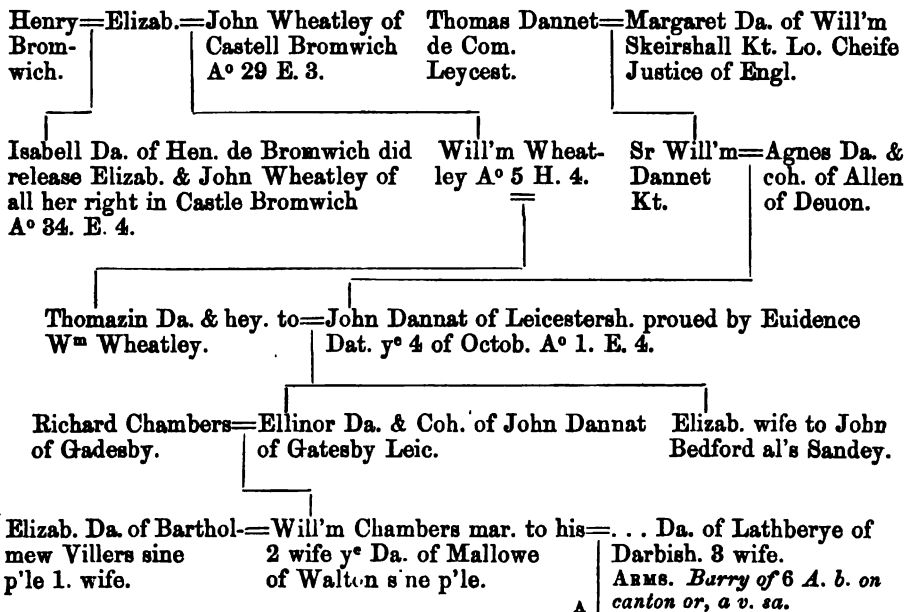 Henry=Elizab.=John Wheatley of
Brom-
wich.
Castell Bromwich
Aº 29 E. 3.
Thomas Dannet=Margaret Da. of Will'm
de Com.
Leycest.
Skeirshall Kt. Lo. Cheife
Justice of Engl.
Isabell Da. of Hen. de Bromwich did
release Elizab. & John Wheatley of
all her right in Castle Bromwich
Aº 34. E. 4.
Will'm Wheat-
ley Aº 5 H. 4.
Sr Will'm=Agnes Da. &
Dannet
Kt.
coh. of Allen
of Deuon.
Thomazin Da. & hey. to=John Dannat of Leicestersh. proued by Euidence
Wᵐ Wheatley.
Dat. yᵉ 4 of Octob. Aº 1. E. 4.
Richard Chambers=Ellinor Da. & Coh. of John Dannat
of Gadesby.
of Gatesby Leic.
Elizab. wife to John
Bedford al's Sandey.
Elizab. Da. of Barthol-=Will'm Chambers mar. to his=. . . Da. of Lathberye of
mew Villers sine
p'le 1. wife.
2 wife yᵉ Da. of Mallowe
of Walton s ne p'le.
Darbish. 3 wife.
ARMS. Barry of 6 A. b. on
canton or, a v. sa.
A